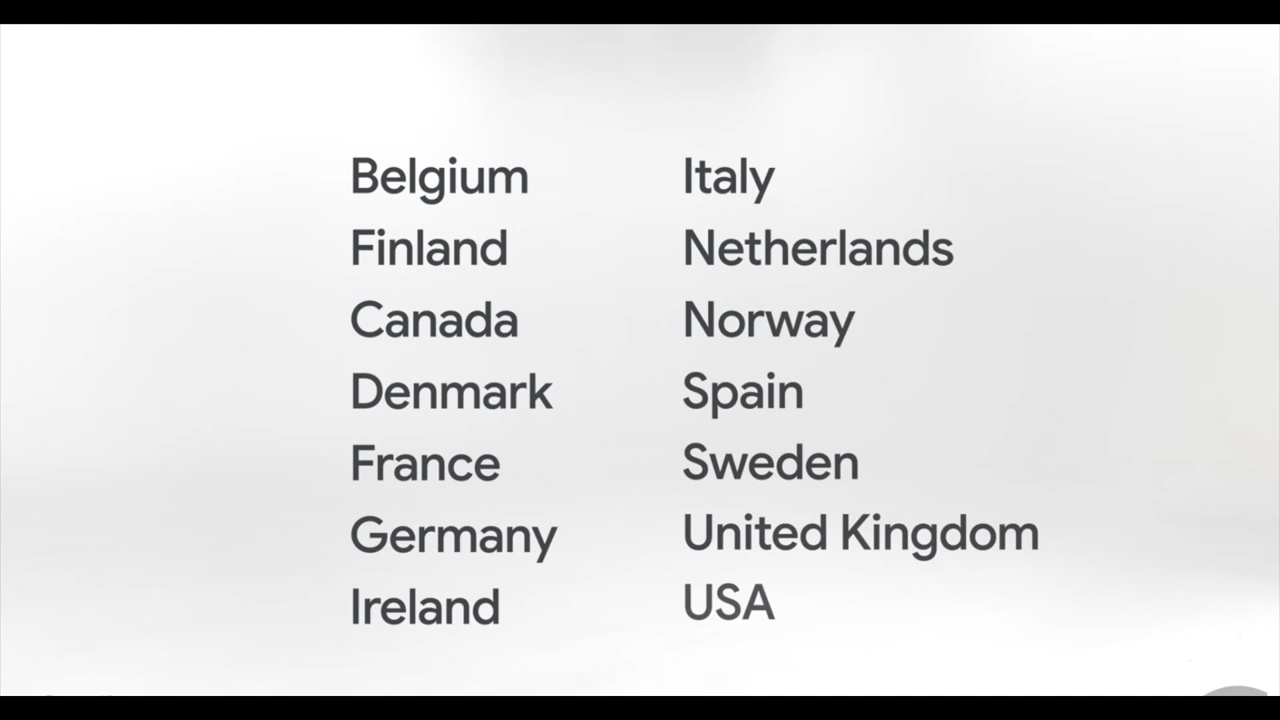 Belgium
Finland
Canada
Denmark
France
Germany
Ireland
Italy
Netherlands
Norway
Spain
Sweden
United Kingdom
USA